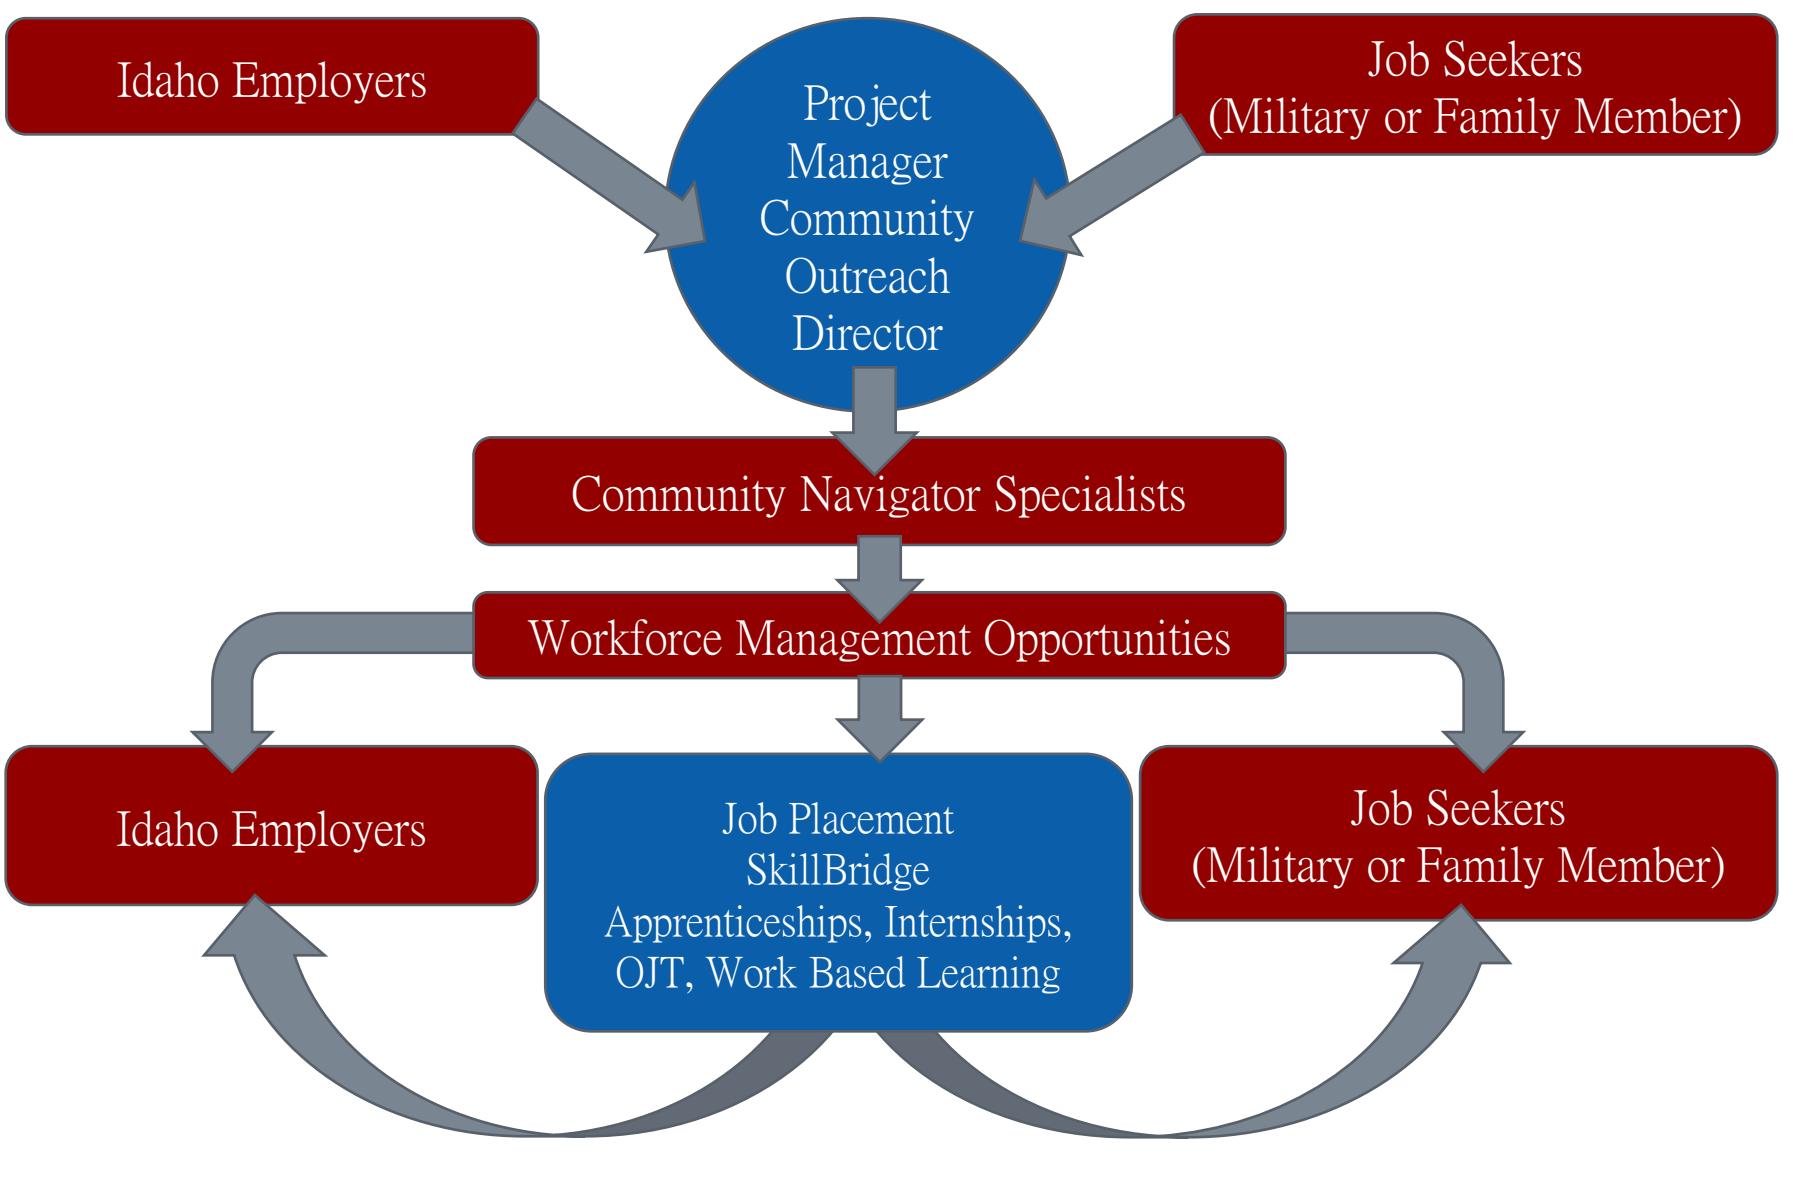 Idaho Employers
Project
Manager
Community
Outreach
Director
Job Seekers
(Military or Family Member)
Community Navigator Specialists
Workforce Management Opportunities
Idaho Employers
Job Placement
SkillBridge
Apprenticeships, Internships,
OJT, Work Based Learning
Job Seekers
(Military or Family Member)